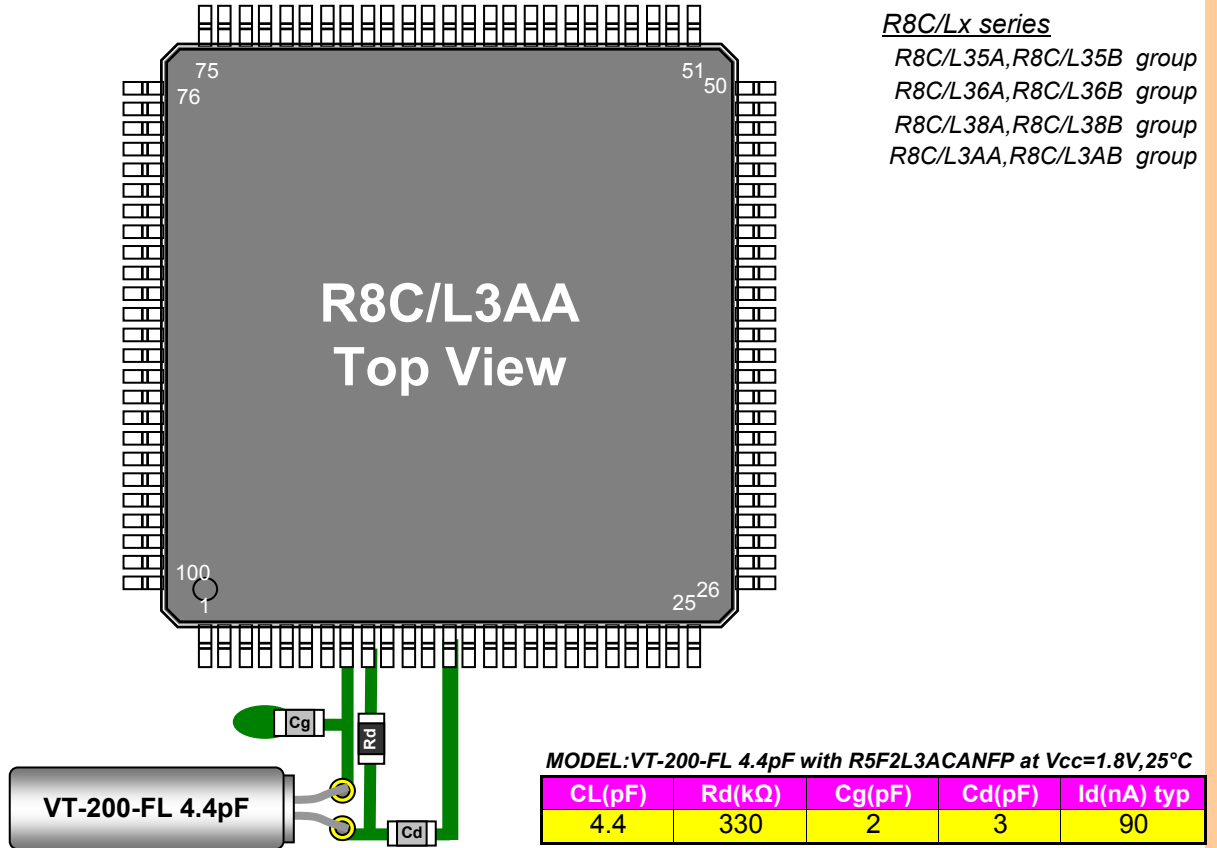 R8C/Lx series
R8C/L35A,R8C/L35B group
R8C/L36A,R8C/L36B group
R8C/L38A,R8C/L38B group
R8C/L3AA,R8C/L3AB group
75
51
76
50
R8C/L3AA
Top View
100
26
1
25
Cg
Rd
VT-200-FL 4.4pF
Cd
MODEL:VT-200-FL 4.4pF with R5F2L3ACANFP at Vcc=1.8V,25°C
CL(pF) Rd(kΩ) Cg(pF) Cd(pF) Id(nA) typ
4.4 330 2 3 90